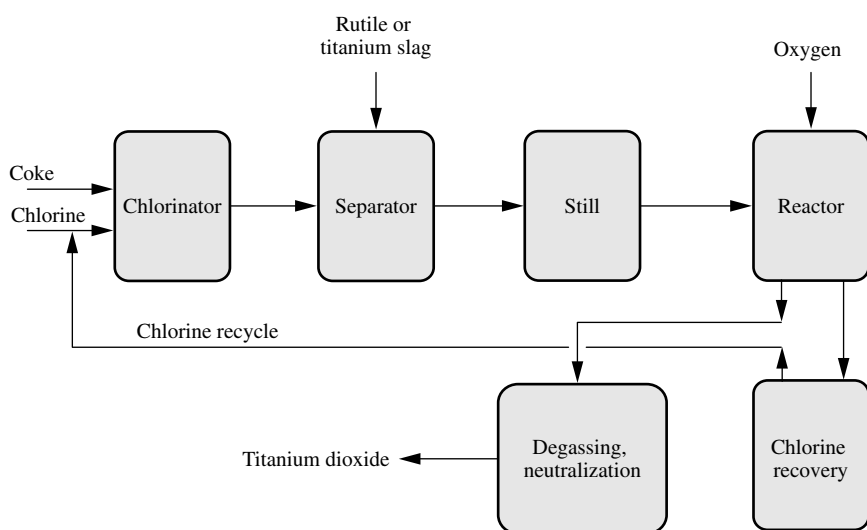 Rutile or
titanium slag
Oxygen
Coke
Chlorine
Chlorinator
Separator
Still
Reactor
Chlorine recycle
Titanium dioxide
Degassing,
neutralization
Chlorine
recovery